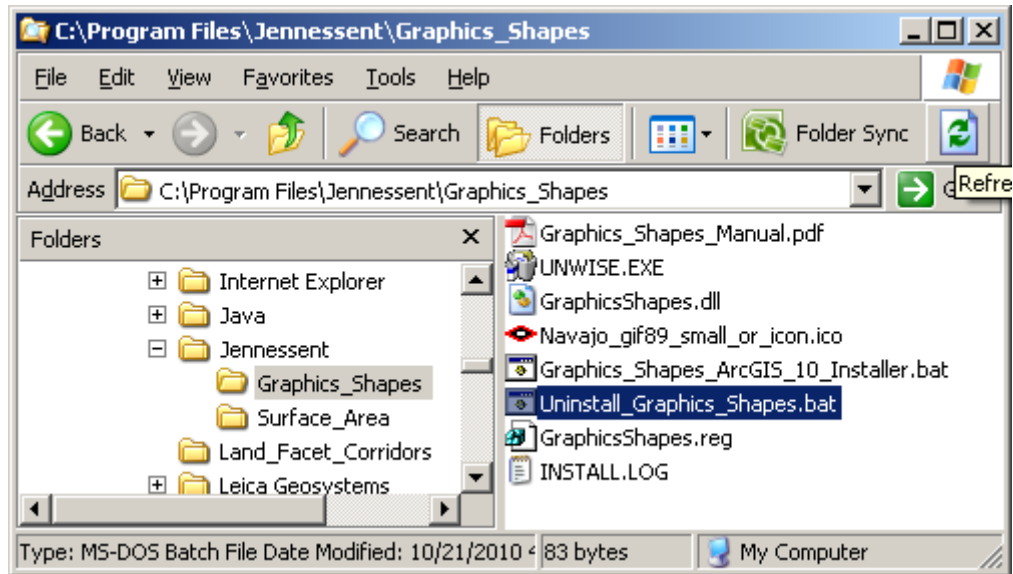 C:\Program Files\Jennessent\Graphics_Shapes
File Edit View Favorites Tools Help
Back Search Folders Folder Sync
Address C:\Program Files\Jennessent\Graphics_Shapes G
Refre
Folders
Internet Explorer
Java
Jennessent
Graphics_Shapes
Surface_Area
Land_Facet_Corridors
Leica Geosystems
Graphics_Shapes_Manual.pdf
UNWISE.EXE
GraphicsShapes.dll
Navajo_gif89_small_or_icon.ico
Graphics_Shapes_ArcGIS_10_Installer.bat
Uninstall_Graphics_Shapes.bat
GraphicsShapes.reg
INSTALL.LOG
Type: MS-DOS Batch File Date Modified: 10/21/2010 4 83 bytes My Computer